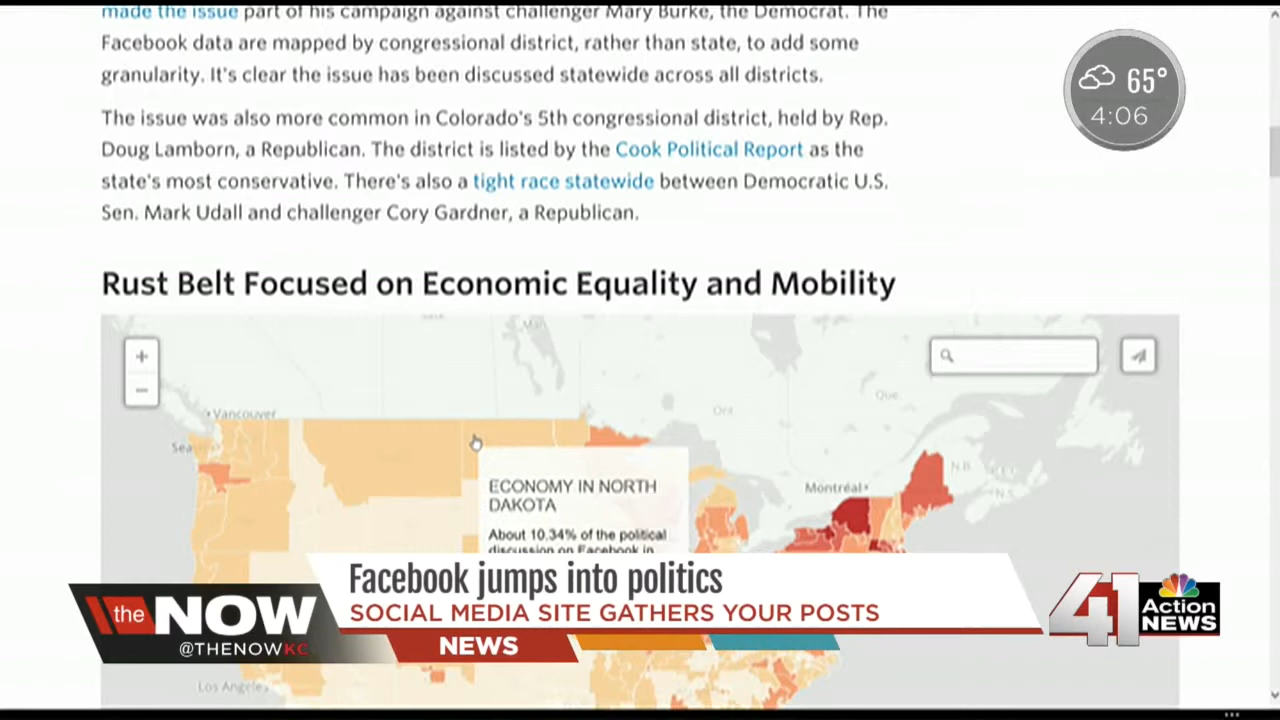 made the issue part of his campaign against challenger Mary Burke, the Democrat. The
Facebook data are mapped by congressional district, rather than state, to add some
granularity. It's clear the issue has been discussed statewide across all districts.
65°
4:06
The issue was also more common in Colorado's 5th congressional district, held by Rep.
Doug Lamborn, a Republican. The district is listed by the Cook Political Report as the
state's most conservative. There's also a tight race statewide between Democratic U.S.
Sen. Mark Udall and challenger Cory Gardner, a Republican.
Rust Belt Focused on Economic Equality and Mobility
+
−
Man
Ont
Que
Vancouver
Sea
N.B.
N.S.
Montréal
ECONOMY IN NORTH
DAKOTA
About 10.34% of the political
discussion on Facebook in
Facebook jumps into politics
SOCIAL MEDIA SITE GATHERS YOUR POSTS
the NOW
@THENOWKC
NEWS
41
Action
NEWS
Los Angeles